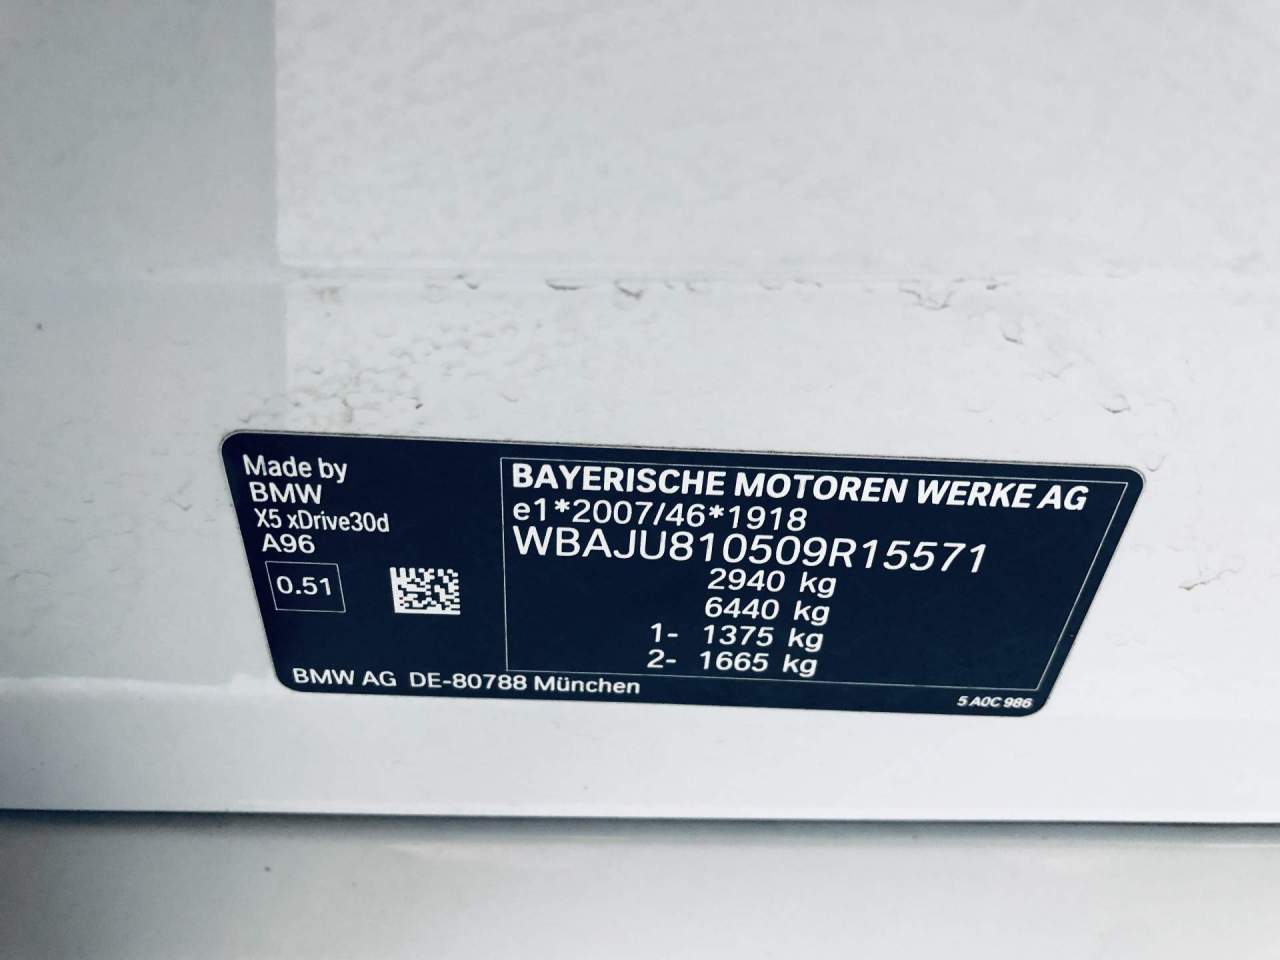 Made by
BMW
X5 xDrive30d
A96
0.51
BAYERISCHE MOTOREN WERKE AG
e1*2007/46*1918
WBAJU810509R15571
2940 kg
6440 kg
1- 1375 kg
2- 1665 kg
BMW AG DE-80788 München
5 A0C 986